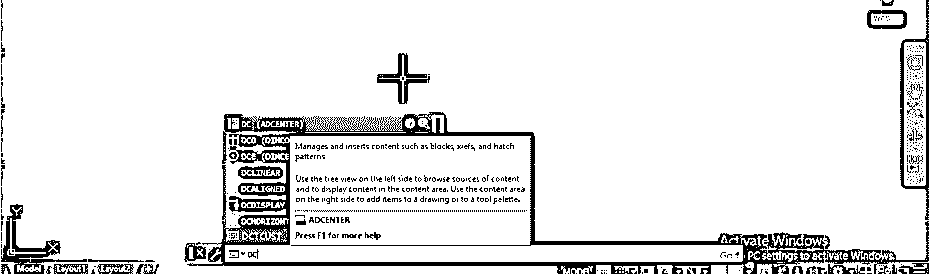 WCS
DC (ADCENTER)
DCO (DIMCO
DCE (DIMCE
DCLINEAR
DCALIGNED
DCDISPLAY
DCHORIZONT
DCTCUST
Manages and inserts content such as blocks, xrefs, and hatch
patterns
Use the tree view on the left side to browse sources of content
and to display content in the content area. Use the content area
on the right side to add items to a drawing or to a tool palette.
ADCENTER
Press F1 for more help
Y
X
DC
Activate Windows
Go t PC settings to activate Windows.
Model Layout1 Layout2
MODEL